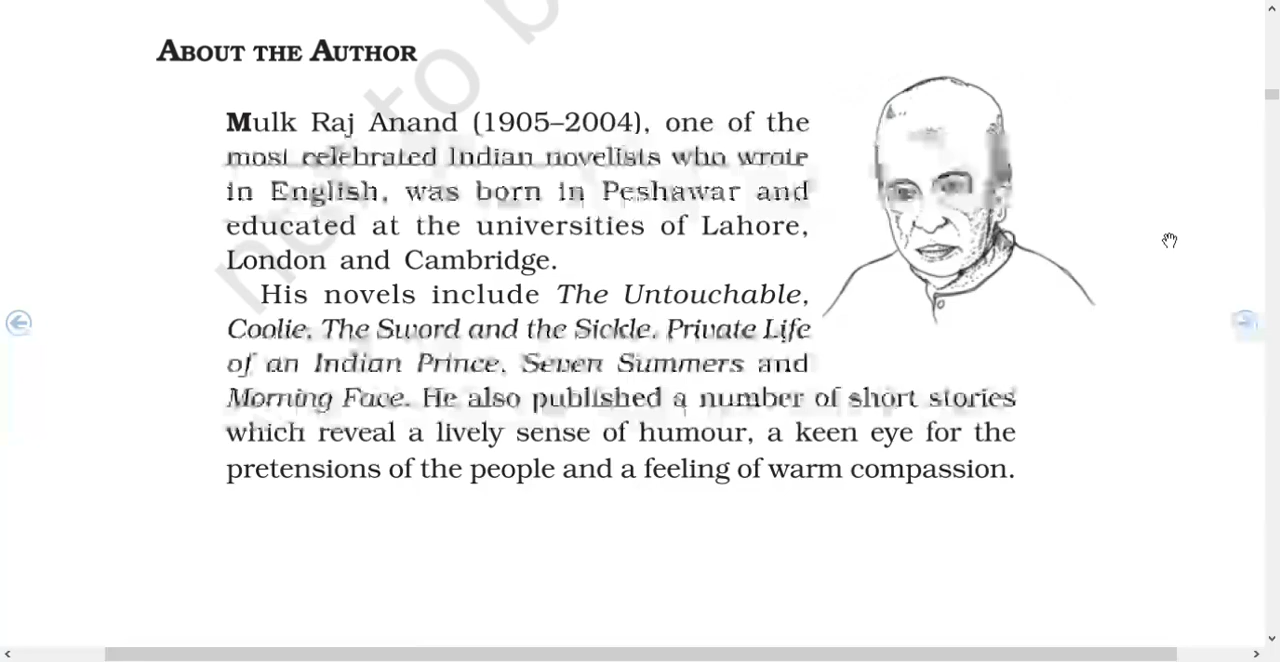 ABOUT THE AUTHOR
Mulk Raj Anand (1905–2004), one of the
most celebrated Indian novelists who wrote
in English, was born in Peshawar and
educated at the universities of Lahore,
London and Cambridge.
His novels include The Untouchable,
Coolie, The Sword and the Sickle, Private Life
of an Indian Prince, Seven Summers and
Morning Face. He also published a number of short stories
which reveal a lively sense of humour, a keen eye for the
pretensions of the people and a feeling of warm compassion.
not to b